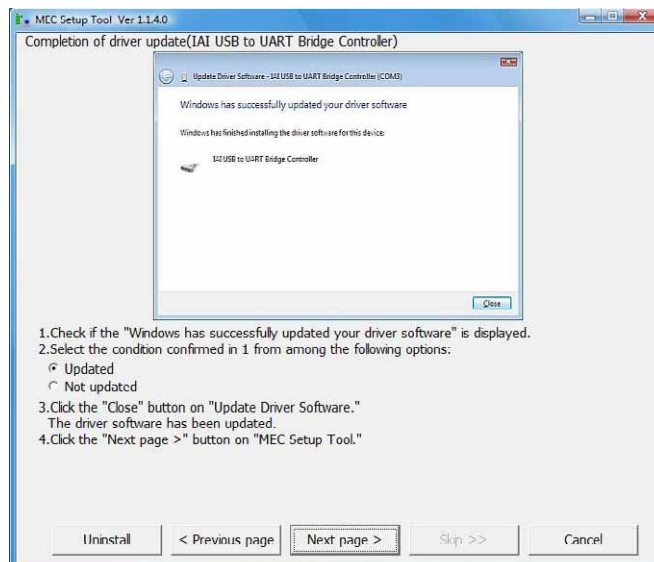 MEC Setup Tool Ver 1.1.4.0
Completion of driver update(IAI USB to UART Bridge Controller)
Update Driver Software - IAI USB to UART Bridge Controller (COM3)
Windows has successfully updated your driver software
Windows has finished installing the driver software for this device:
IAI USB to UART Bridge Controller
Close
1.Check if the "Windows has successfully updated your driver software" is displayed.
2.Select the condition confirmed in 1 from among the following options:
Updated
Not updated
3.Click the "Close" button on "Update Driver Software."
The driver software has been updated.
4.Click the "Next page >" button on "MEC Setup Tool."
Uninstall < Previous page Next page > Skip >> Cancel